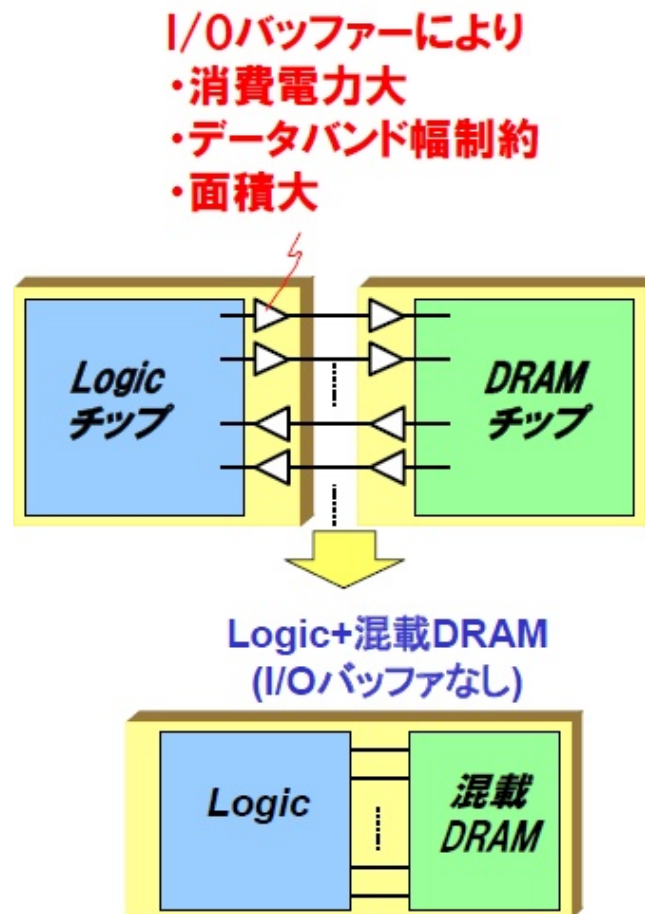 I/Oバッファーにより
・消費電力大
・データバンド幅制約
・面積大
Logic
チップ
DRAM
チップ
Logic+混載DRAM
(I/Oバッファなし)
Logic
混載
DRAM